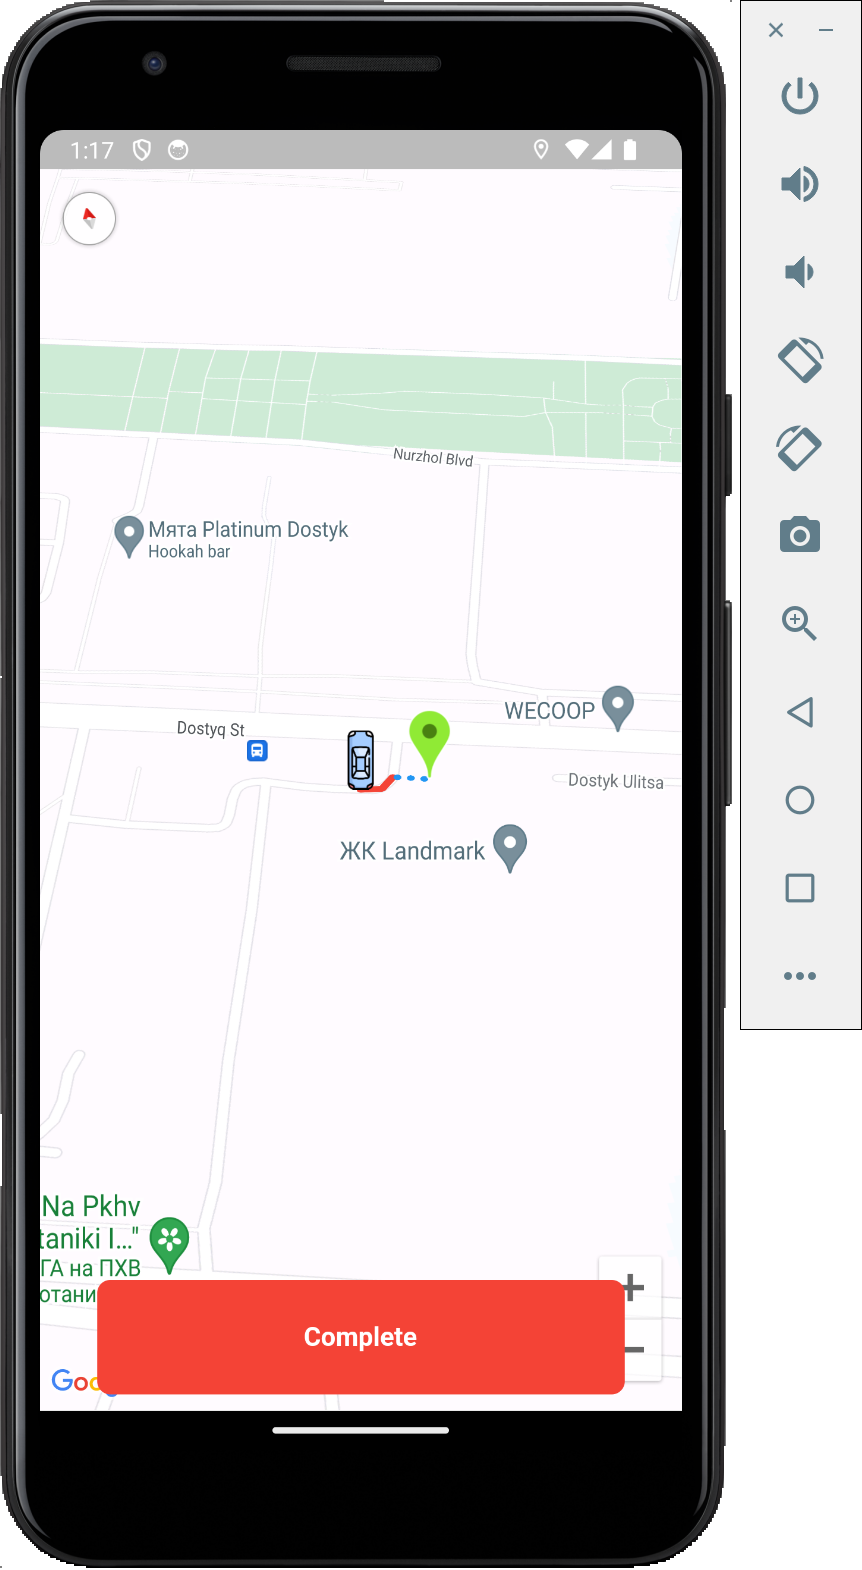 1:17
Nurzhol Blvd
Мята Platinum Dostyk
Hookah bar
WECOOP
Dostyq St
Dostyk Ulitsa
ЖК Landmark
Na Pkhv
taniki I..."
ГА на ПХВ
отани
Complete
Goo